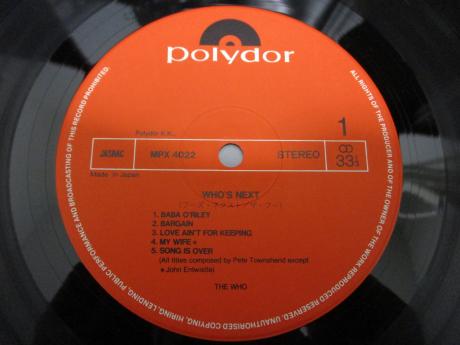 polydor
ALL RIGHTS OF THE PRODUCER AND OF THE OWNER OF THE WORK REPRODUCED RESERVED. UNAUTHORISED COPYING, HIRING, LENDING, PUBLIC PERFORMANCE AND BROADCASTING OF THIS RECORD PROHIBITED.
Polydor K.K.,
1
JASRAC
MPX 4022
STEREO
33⅓
Made in Japan
WHO'S NEXT
1. BABA O'RILEY
2. BARGAIN
3. LOVE AIN'T FOR KEEPING
4. MY WIFE *
5. SONG IS OVER
(All titles composed by Pete Townshend except
* John Entwistle)
THE WHO